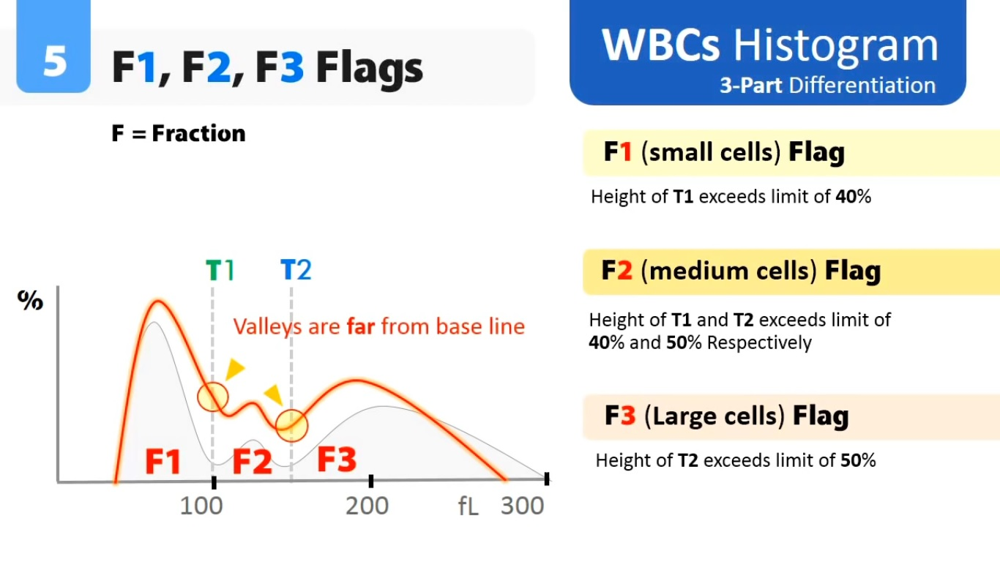 5
F1, F2, F3 Flags
F = Fraction
WBCs Histogram
3-Part Differentiation
F1 (small cells) Flag
Height of T1 exceeds limit of 40%
F2 (medium cells) Flag
Height of T1 and T2 exceeds limit of
40% and 50% Respectively
F3 (Large cells) Flag
Height of T2 exceeds limit of 50%
T1 T2
%
Valleys are far from base line
F1 F2 F3
100 200 fL 300